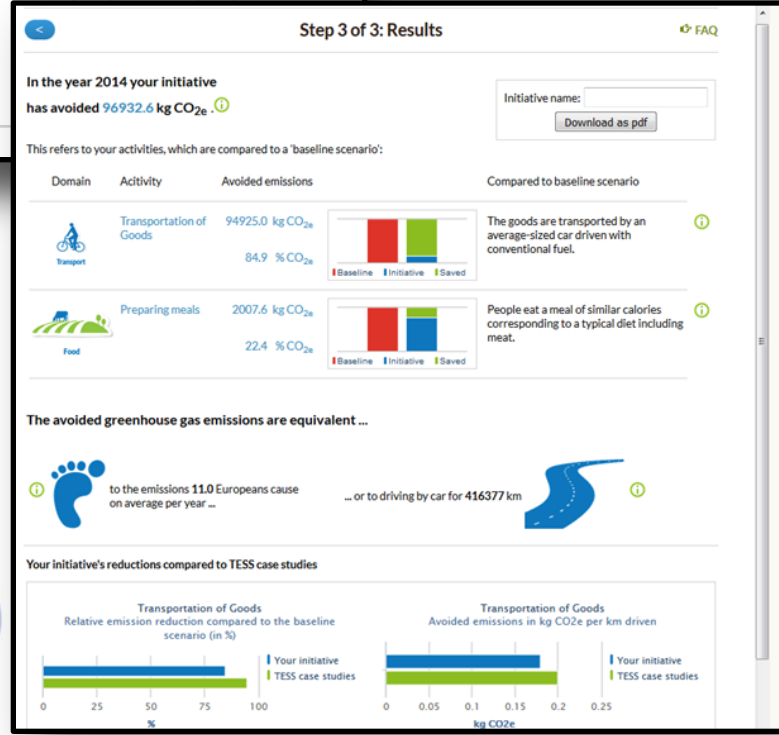 <
Step 3 of 3: Results
FAQ
In the year 2014 your initiative
has avoided 96932.6 kg CO2e .
Initiative name:
Download as pdf
This refers to your activities, which are compared to a 'baseline scenario':
Domain Acitivity Avoided emissions Compared to baseline scenario
Transport
Transportation of
Goods
94925.0 kg CO2e
84.9 % CO2e
Baseline Initiative Saved
The goods are transported by an
average-sized car driven with
conventional fuel.
Food
Preparing meals
2007.6 kg CO2e
22.4 % CO2e
Baseline Initiative Saved
People eat a meal of similar calories
corresponding to a typical diet including
meat.
The avoided greenhouse gas emissions are equivalent ...
to the emissions 11.0 Europeans cause
on average per year ...
... or to driving by car for 416377 km
Your initiative's reductions compared to TESS case studies
Transportation of Goods
Relative emission reduction compared to the baseline
scenario (in %)
Your initiative
TESS case studies
0 25 50 75 100
%
Transportation of Goods
Avoided emissions in kg CO2e per km driven
Your initiative
TESS case studies
0 0.05 0.1 0.15 0.2 0.25
kg CO2e